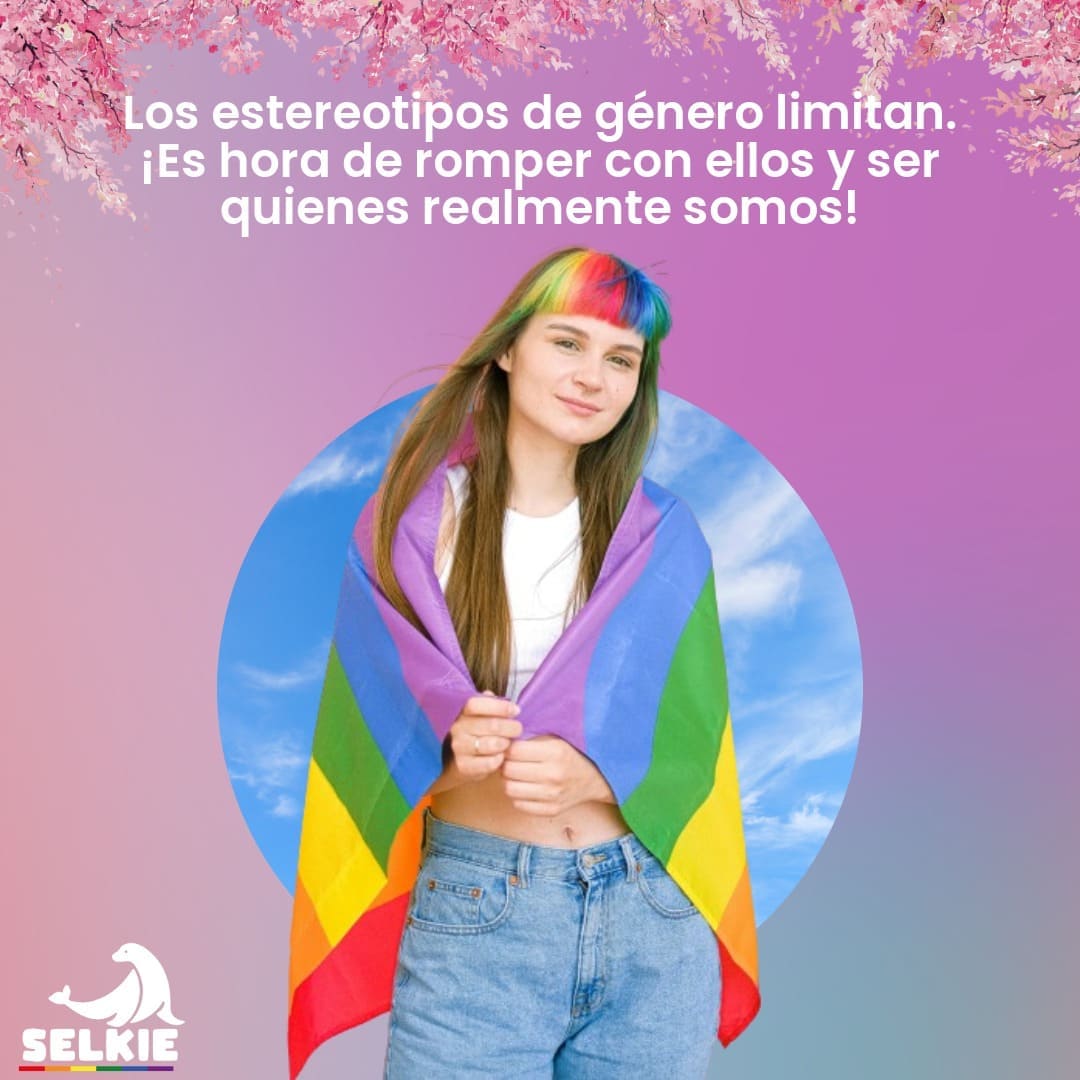 Los estereotipos de género limitan.
¡Es hora de romper con ellos y ser
quienes realmente somos!
SELKIE